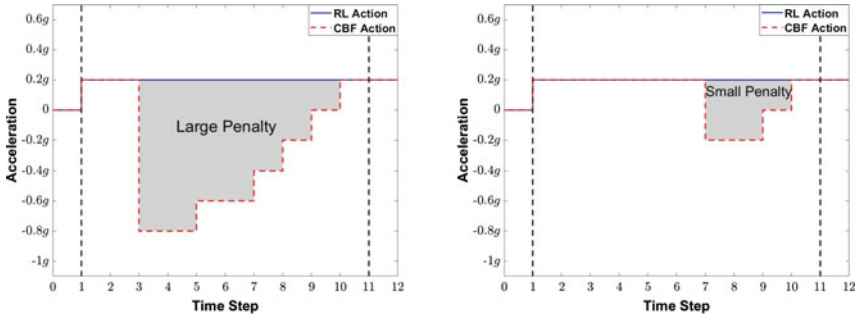 RL Action
CBF Action
0.6g
0.4g
0.2g
0
-0.2g
-0.4g
-0.6g
-0.8g
-1g
Acceleration
Large Penalty
0 1 2 3 4 5 6 7 8 9 10 11 12
Time Step
RL Action
CBF Action
0.6g
0.4g
0.2g
0
-0.2g
-0.4g
-0.6g
-0.8g
-1g
Acceleration
Small Penalty
0 1 2 3 4 5 6 7 8 9 10 11 12
Time Step